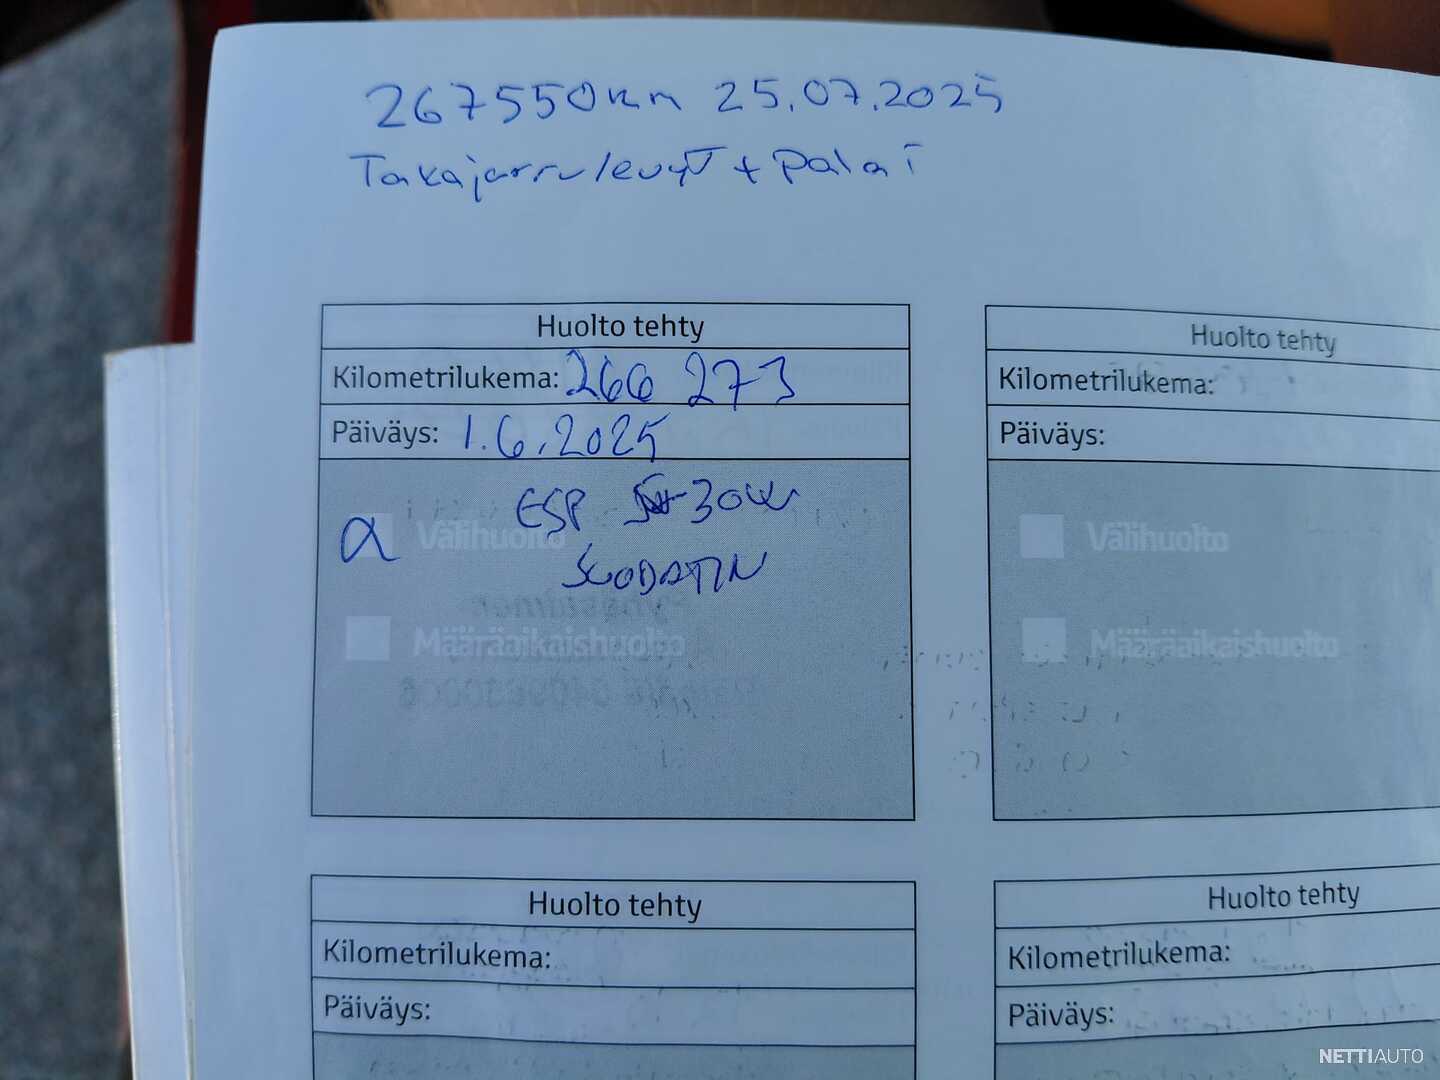 267550km 25.07.2025
Takajarrulevyt + palat
Huolto tehty
Kilometrilukema: 266 273
Päiväys: 1.6.2025
ESP 30W
a Välihuolto
SUODATIN
Määräaikaishuolto
Huolto tehty
Kilometrilukema:
Päiväys:
Välihuolto
Määräaikaishuolto
Huolto tehty
Kilometrilukema:
Päiväys:
Huolto tehty
Kilometrilukema:
Päiväys:
NETTIAUTO